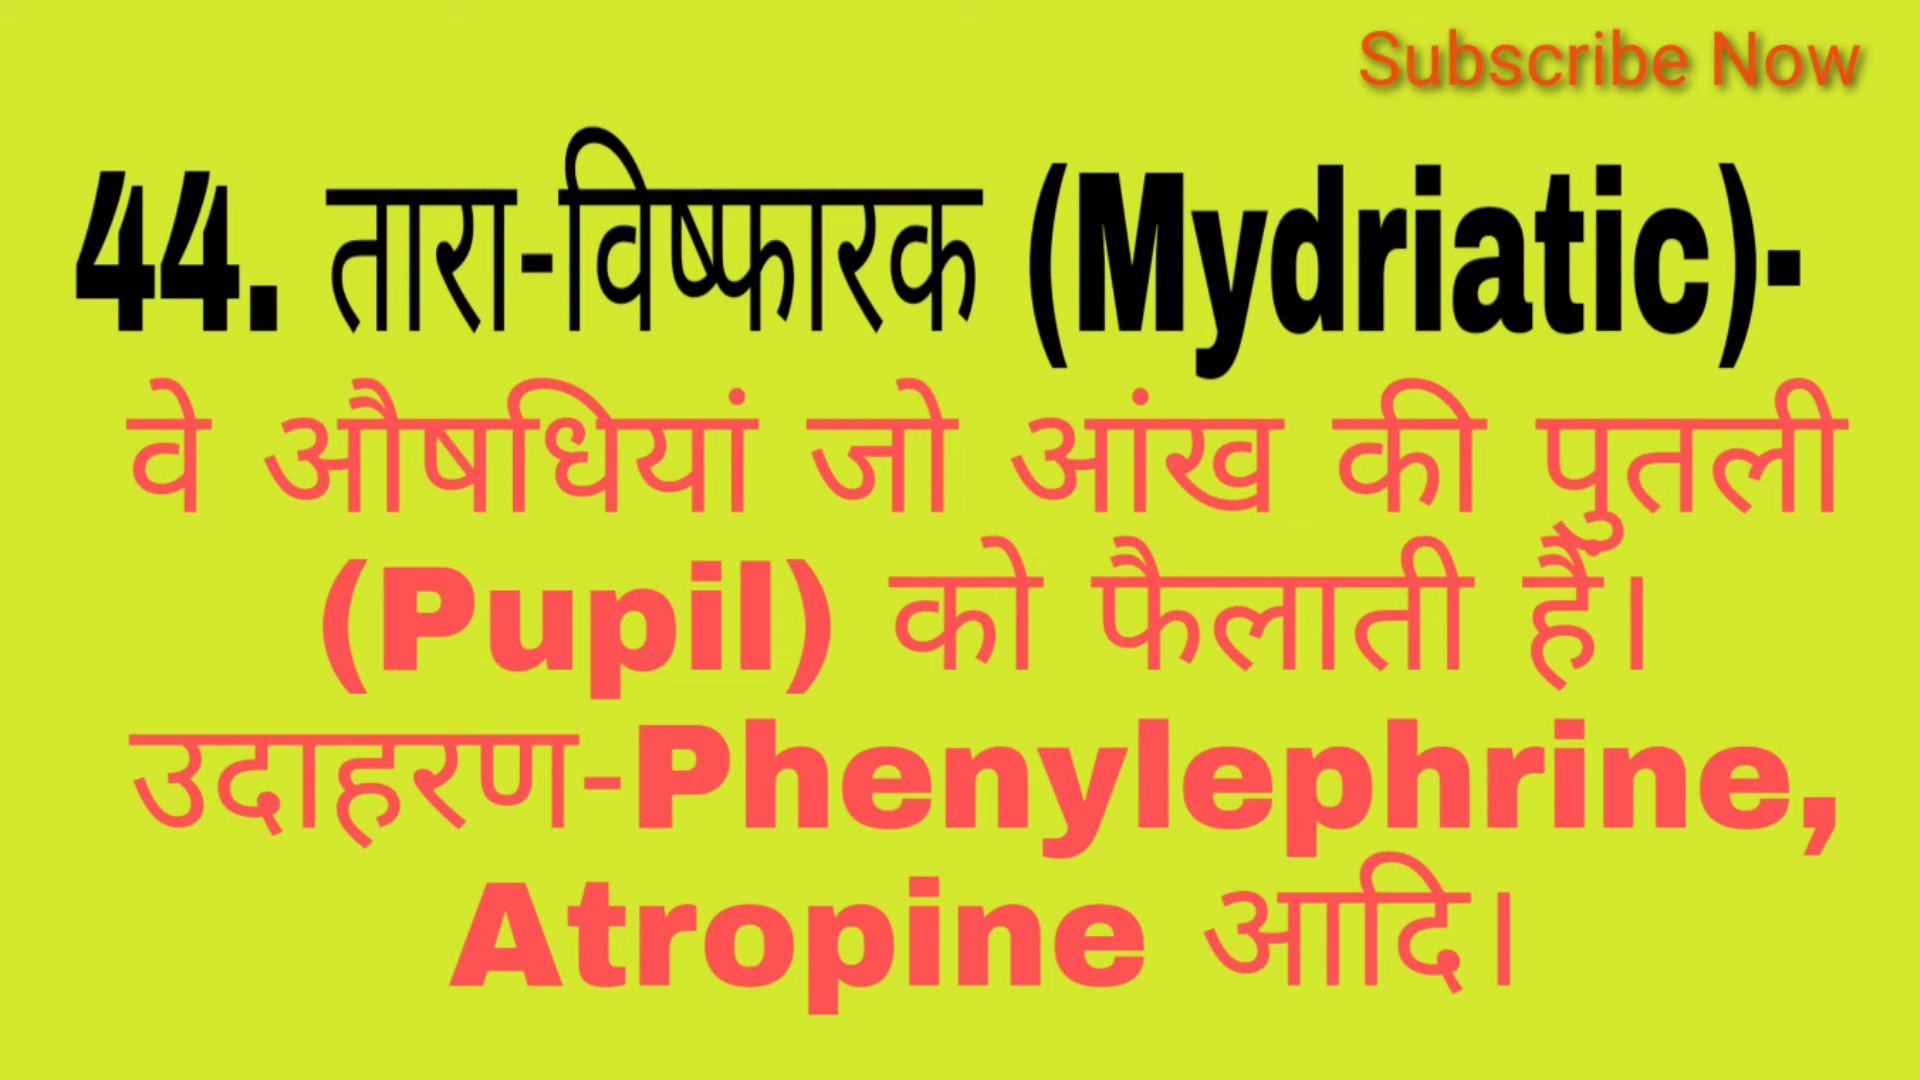 Subscribe Now
44. तारा-विष्फारक (Mydriatic)-
वे औषधियां जो आंख की पुतली
(Pupil) को फैलाती हैं।
उदाहरण-Phenylephrine,
Atropine आदि।